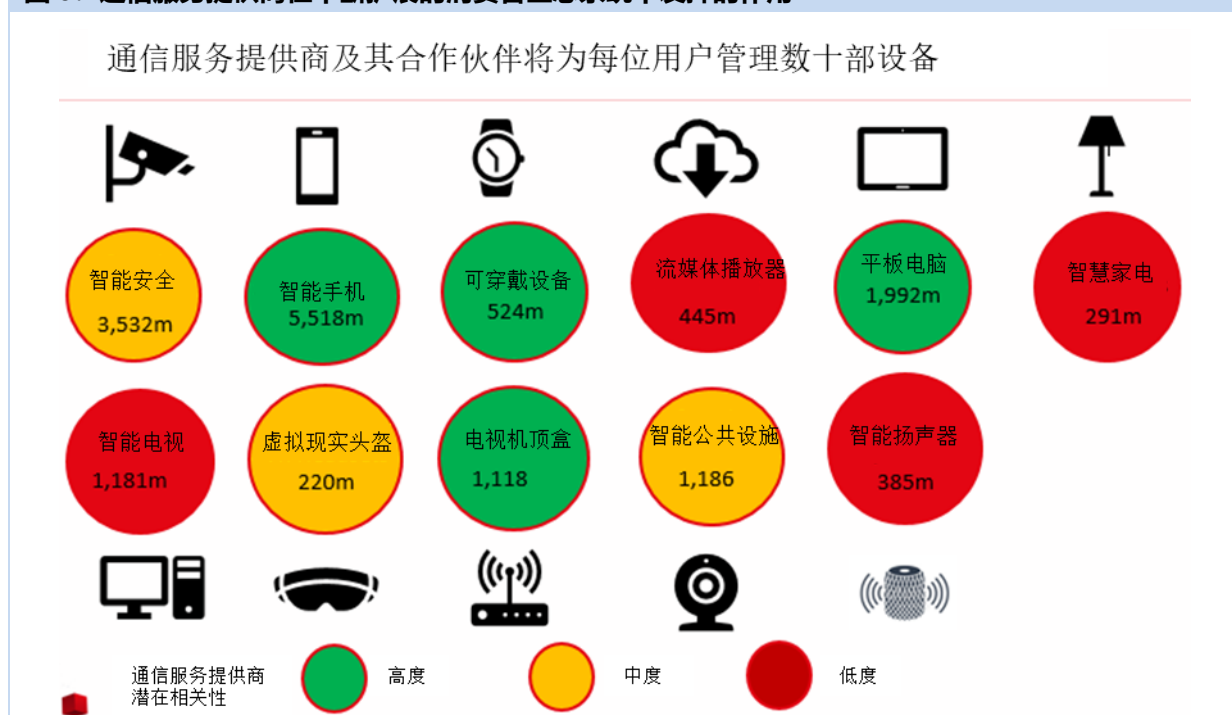 通信服务提供商及其合作伙伴将为每位用户管理数十部设备
智能安全
3,532m
智能手机
5,518m
可穿戴设备
524m
流媒体播放器
445m
平板电脑
1,992m
智慧家电
291m
智能电视
1,181m
虚拟现实头盔
220m
电视机顶盒
1,118
智能公共设施
1,186
智能扬声器
385m
通信服务提供商
潜在相关性
高度
中度
低度